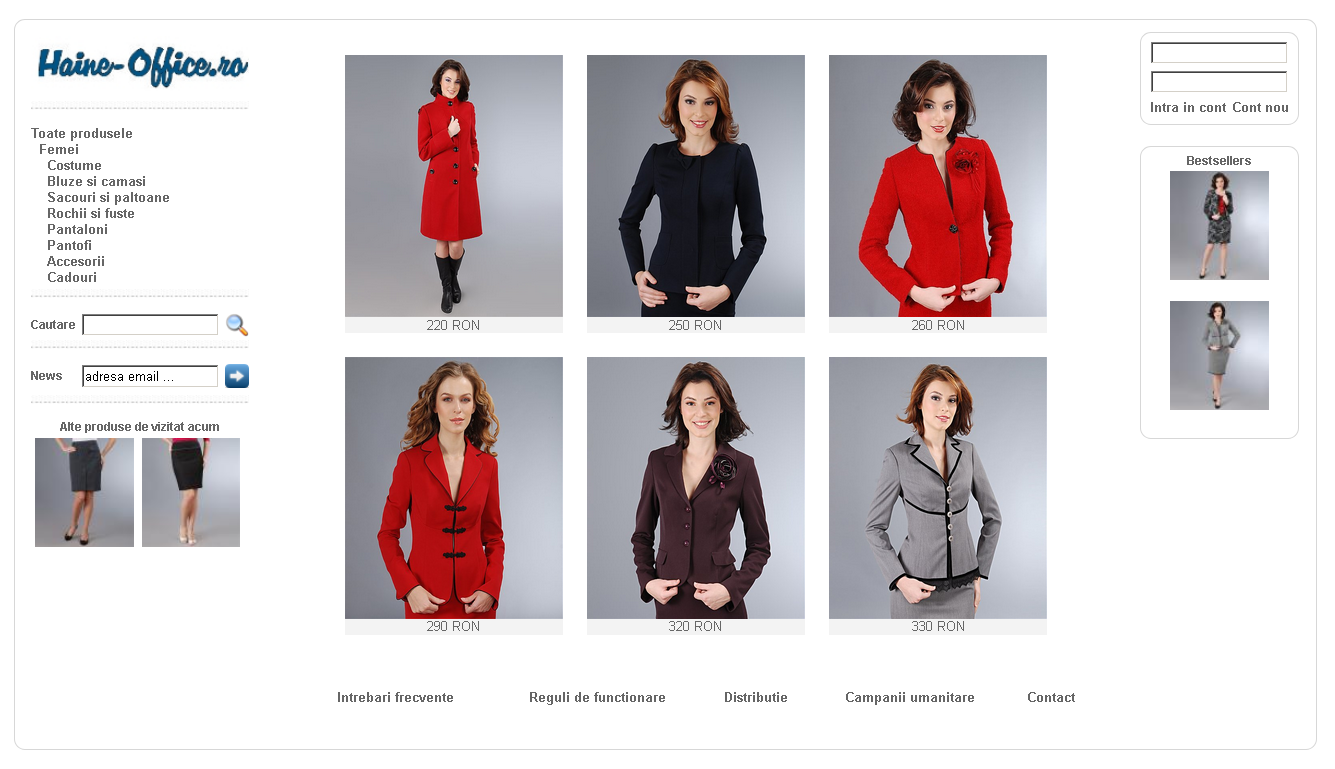 Haine-Office.ro
Toate produsele
Femei
Costume
Bluze si camasi
Sacouri si paltoane
Rochii si fuste
Pantaloni
Pantofi
Accesorii
Cadouri
Cautare
News
adresa email ...
Alte produse de vizitat acum
220 RON
250 RON
260 RON
290 RON
320 RON
330 RON
Intra in cont Cont nou
Bestsellers
Intrebari frecvente
Reguli de functionare
Distributie
Campanii umanitare
Contact